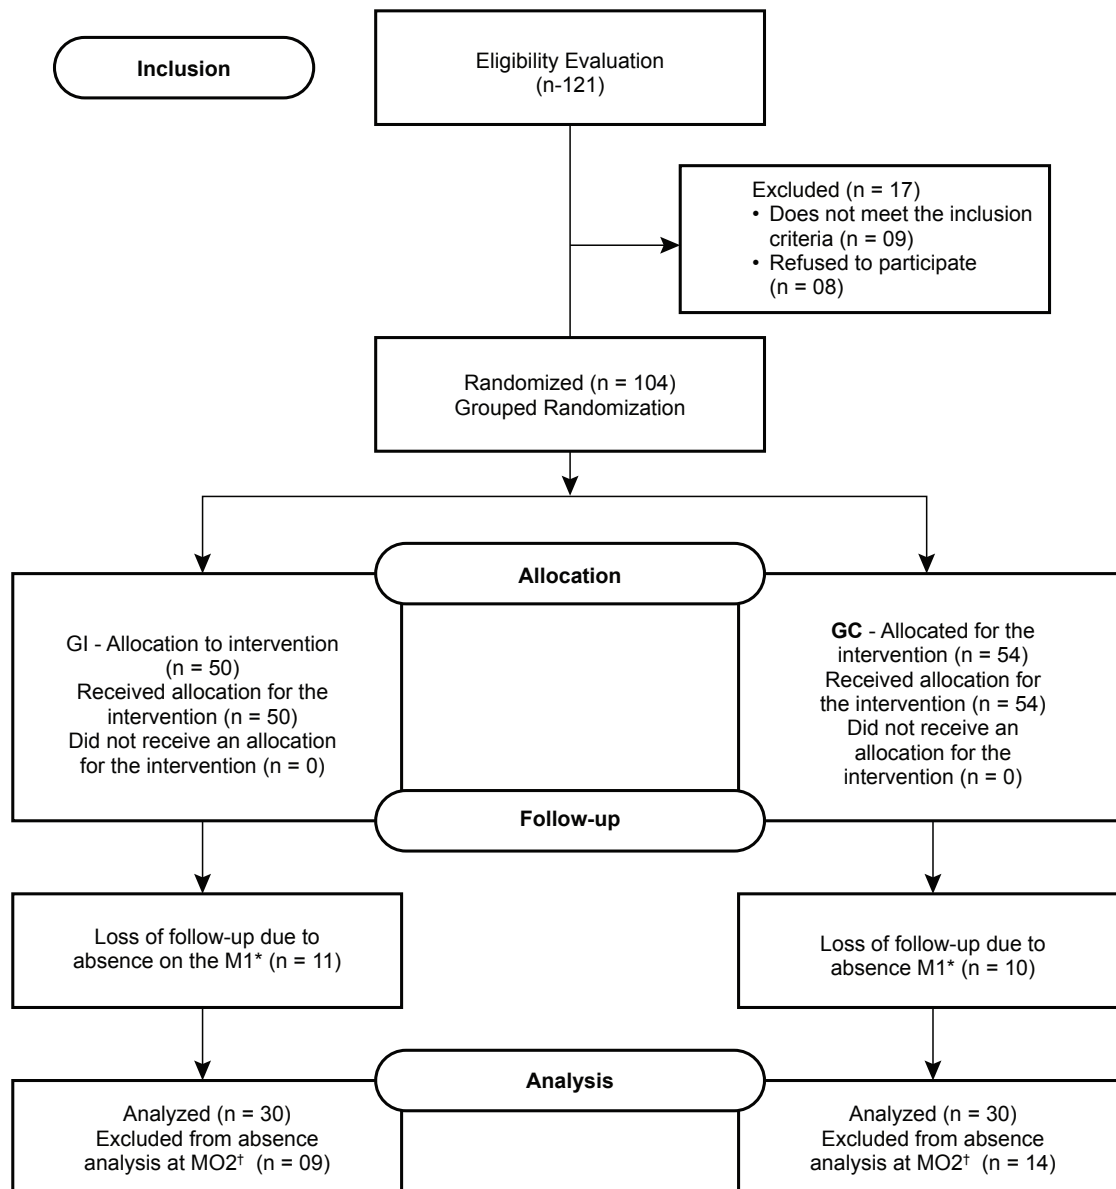 Inclusion
Eligibility Evaluation
(n-121)
Excluded (n = 17)
• Does not meet the inclusion
criteria (n = 09)
• Refused to participate
(n = 08)
Randomized (n = 104)
Grouped Randomization
Allocation
GI - Allocation to intervention
(n = 50)
Received allocation for the
intervention (n = 50)
Did not receive an allocation
for the intervention (n = 0)
GC - Allocated for the
intervention (n = 54)
Received allocation for
the intervention (n = 54)
Did not receive an
allocation for the
intervention (n = 0)
Follow-up
Loss of follow-up due to
absence on the M1* (n = 11)
Loss of follow-up due to
absence M1* (n = 10)
Analysis
Analyzed (n = 30)
Excluded from absence
analysis at MO2† (n = 09)
Analyzed (n = 30)
Excluded from absence
analysis at MO2† (n = 14)